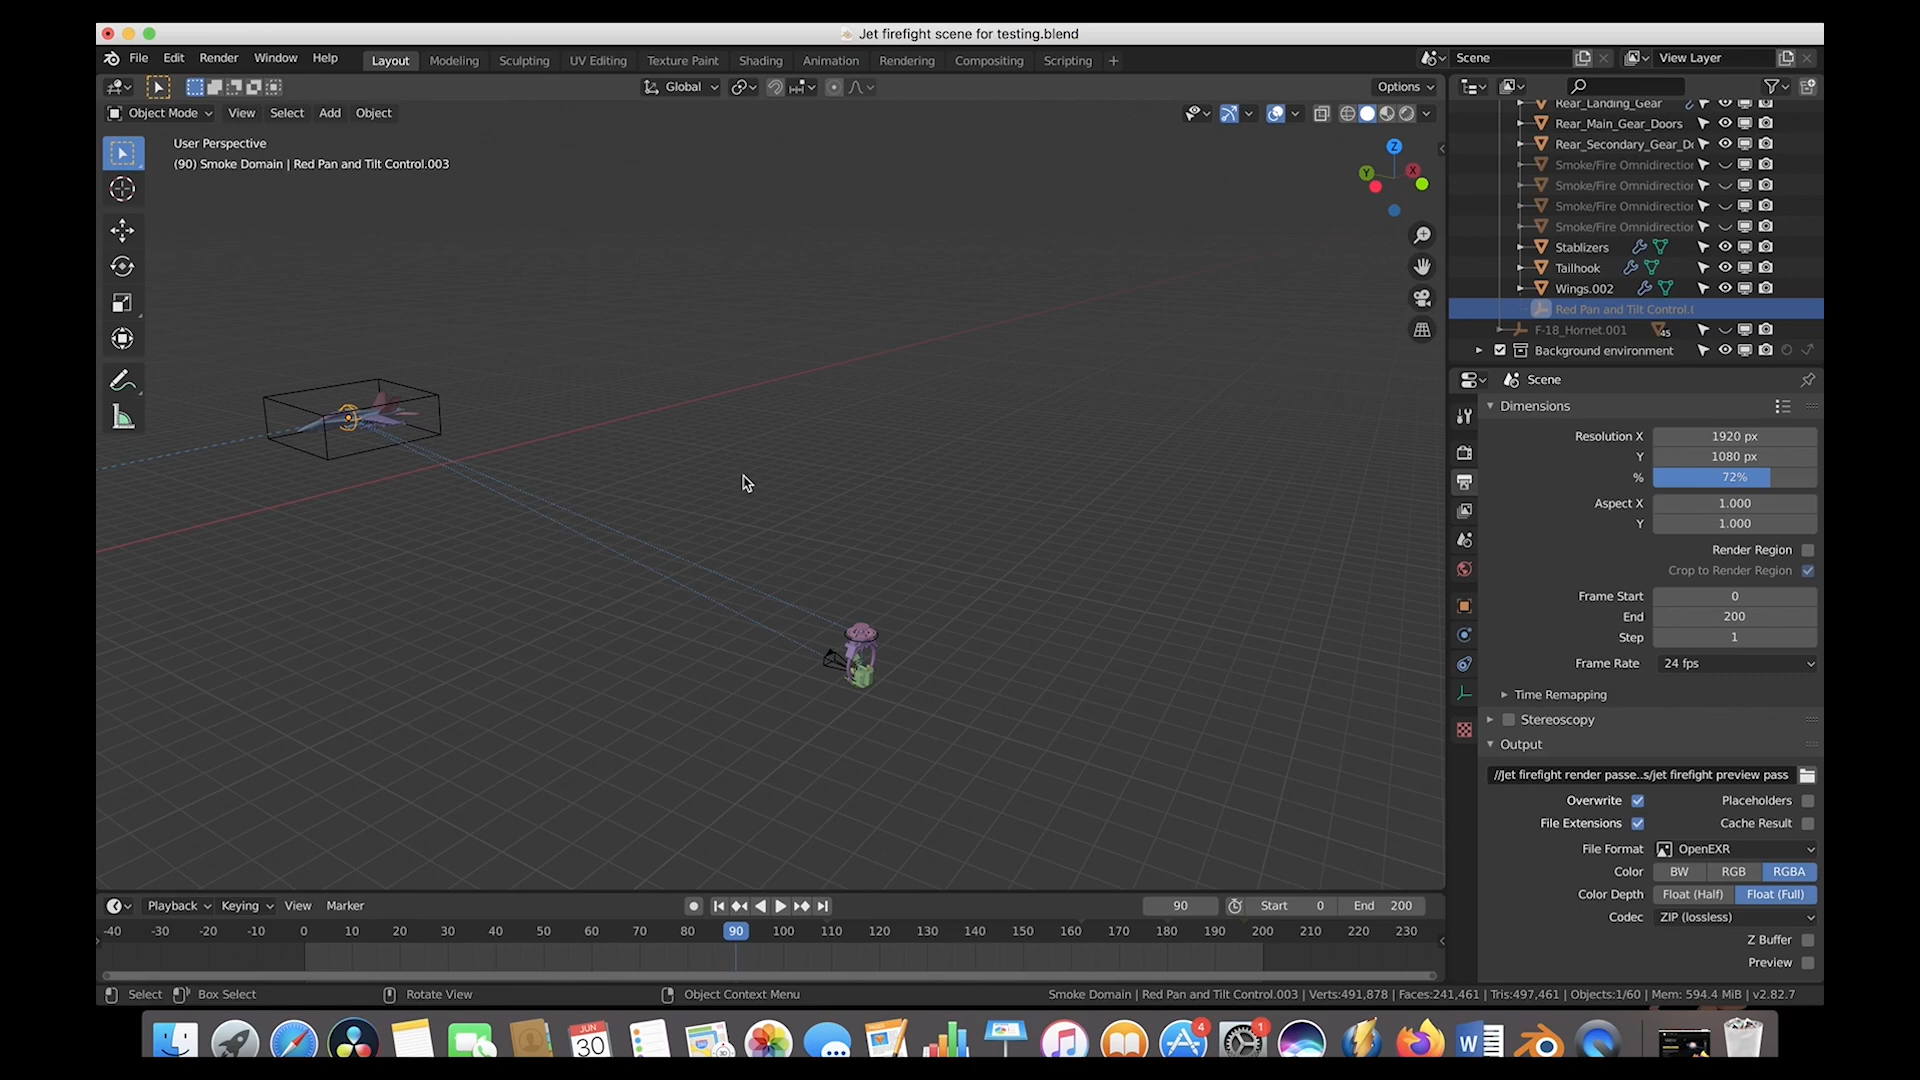 Jet firefight scene for testing.blend
File Edit Render Window Help Layout Modeling Sculpting UV Editing Texture Paint Shading Animation Rendering Compositing Scripting + Scene View Layer
Global Options
Object Mode View Select Add Object
User Perspective
(90) Smoke Domain | Red Pan and Tilt Control.003
Z
Y
X
Rear_Landing_Gear
Rear_Main_Gear_Doors
Rear_Secondary_Gear_Do
Smoke/Fire Omnidirection
Smoke/Fire Omnidirection
Smoke/Fire Omnidirection
Smoke/Fire Omnidirection
Stablizers
Tailhook
Wings.002
Red Pan and Tilt Control.0
F-18_Hornet.001 45
Background environment
Scene
Dimensions
Resolution X 1920 px
Y 1080 px
% 72%
Aspect X 1.000
Y 1.000
Render Region
Crop to Render Region
Frame Start 0
End 200
Step 1
Frame Rate 24 fps
Time Remapping
Stereoscopy
Output
//Jet firefight render passe..s/jet firefight preview pass
Overwrite Placeholders
File Extensions Cache Result
File Format OpenEXR
Color BW RGB RGBA
Color Depth Float (Half) Float (Full)
Codec ZIP (lossless)
Z Buffer
Preview
Playback Keying View Marker 90 Start 0 End 200
-40 -30 -20 -10 0 10 20 30 40 50 60 70 80 90 100 110 120 130 140 150 160 170 180 190 200 210 220 230
Select Box Select Rotate View Object Context Menu Smoke Domain | Red Pan and Tilt Control.003 | Verts:491,878 | Faces:241,461 | Tris:497,461 | Objects:1/60 | Mem: 594.4 MiB | v2.82.7
JUN
30
4
1
W